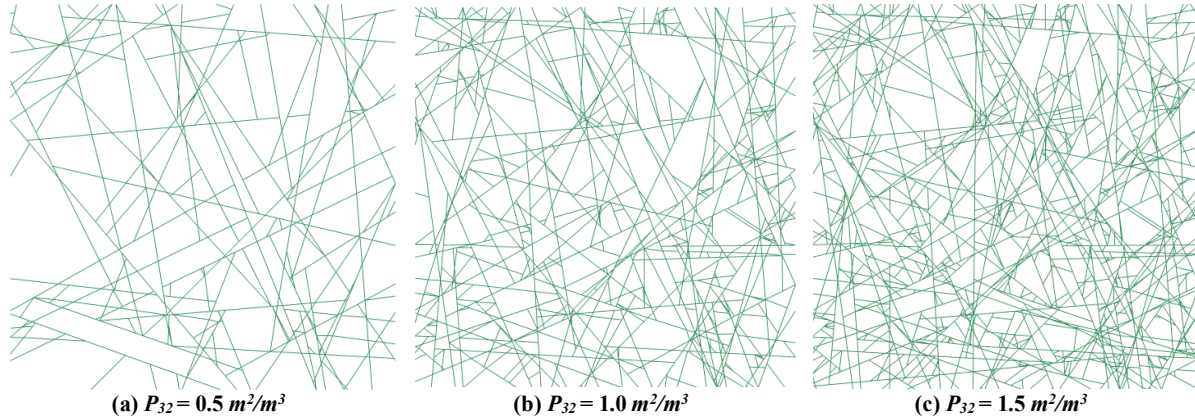 (a) P32 = 0.5 m²/m³
(b) P32 = 1.0 m²/m³
(c) P32 = 1.5 m²/m³